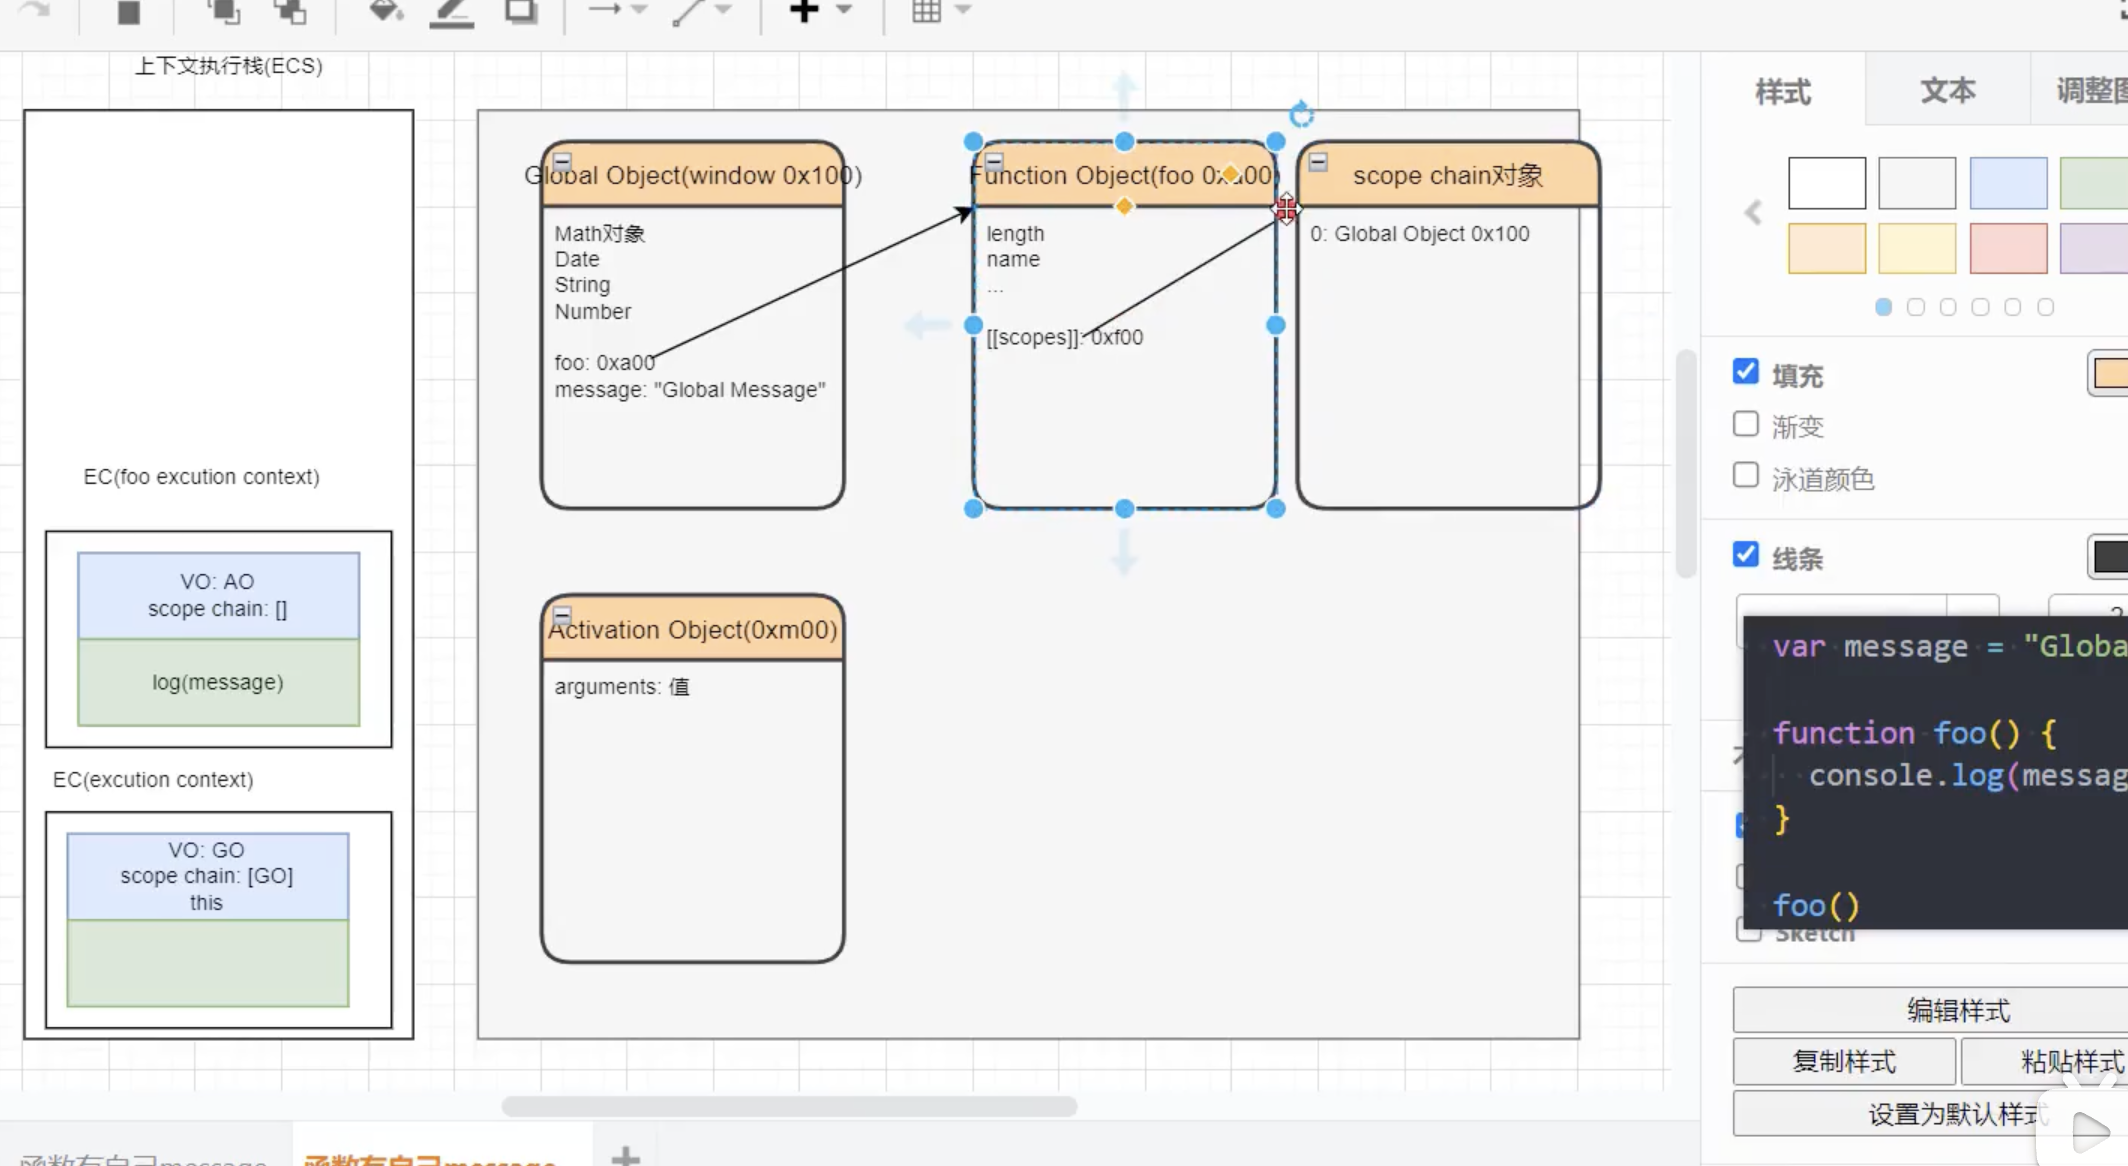 上下文执行栈(ECS)
EC(foo excution context)
VO: AO
scope chain: []
log(message)
EC(excution context)
VO: GO
scope chain: [GO]
this
Global Object(window 0x100)
Math对象
Date
String
Number
foo: 0xa00
message: "Global Message"
Function Object(foo 0xa00)
length
name
...
[[scopes]]: 0xf00
scope chain对象
0: Global Object 0x100
Activation Object(0xm00)
arguments: 值
样式
文本
调整图
填充
渐变
泳道颜色
线条
var message = "Globa
function foo() {
console.log(messag
}
foo()
Sketch
编辑样式
复制样式
粘贴样式
设置为默认样式
函数有自己message
函数有自己message